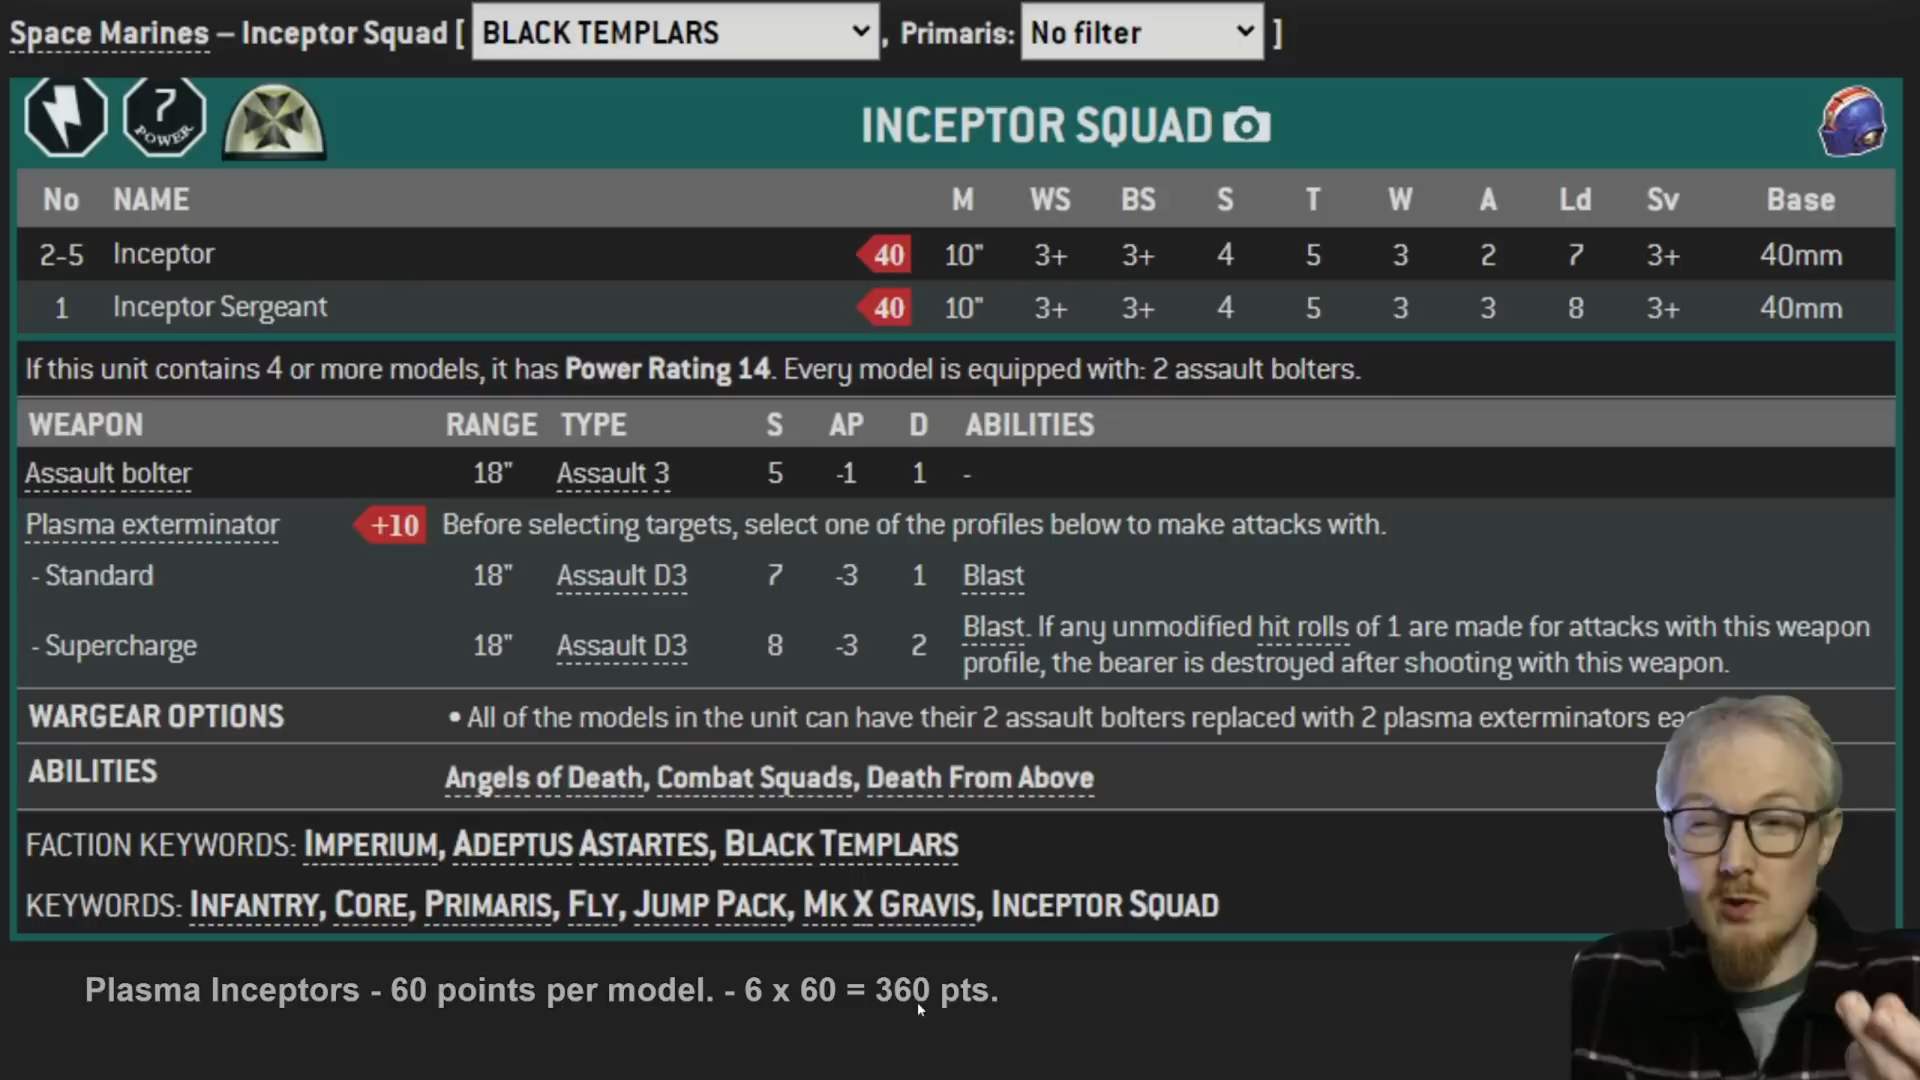 Space Marines – Inceptor Squad [ BLACK TEMPLARS , Primaris: No filter ]
7 POWER
INCEPTOR SQUAD
No NAME M WS BS S T W A Ld Sv Base
2-5 Inceptor 40 10" 3+ 3+ 4 5 3 2 7 3+ 40mm
1 Inceptor Sergeant 40 10" 3+ 3+ 4 5 3 3 8 3+ 40mm
If this unit contains 4 or more models, it has Power Rating 14. Every model is equipped with: 2 assault bolters.
WEAPON RANGE TYPE S AP D ABILITIES
Assault bolter 18" Assault 3 5 -1 1 -
Plasma exterminator +10 Before selecting targets, select one of the profiles below to make attacks with.
- Standard 18" Assault D3 7 -3 1 Blast
- Supercharge 18" Assault D3 8 -3 2 Blast. If any unmodified hit rolls of 1 are made for attacks with this weapon
profile, the bearer is destroyed after shooting with this weapon.
WARGEAR OPTIONS • All of the models in the unit can have their 2 assault bolters replaced with 2 plasma exterminators
ABILITIES Angels of Death, Combat Squads, Death From Above
FACTION KEYWORDS: IMPERIUM, ADEPTUS ASTARTES, BLACK TEMPLARS
KEYWORDS: INFANTRY, CORE, PRIMARIS, FLY, JUMP PACK, MK X GRAVIS, INCEPTOR SQUAD
Plasma Inceptors - 60 points per model. - 6 x 60 = 360 pts.